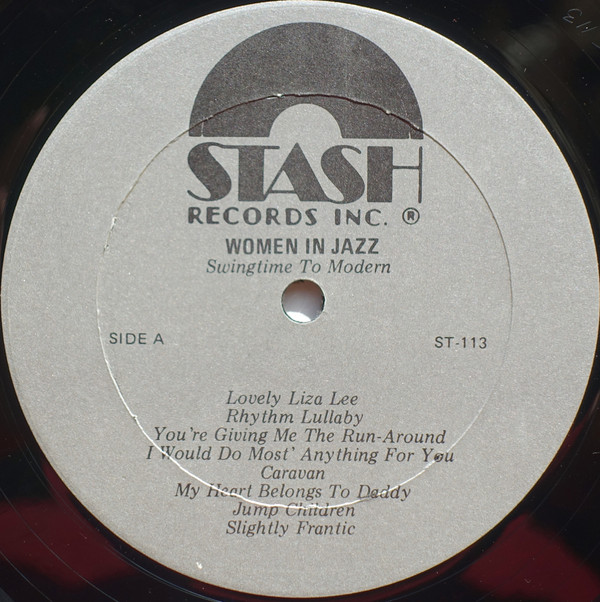 STASH
RECORDS INC. ®
WOMEN IN JAZZ
Swingtime To Modern
SIDE A
ST-113
Lovely Liza Lee
Rhythm Lullaby
You're Giving Me The Run-Around
I Would Do Most' Anything For You
Caravan
My Heart Belongs To Daddy
Jump Children
Slightly Frantic